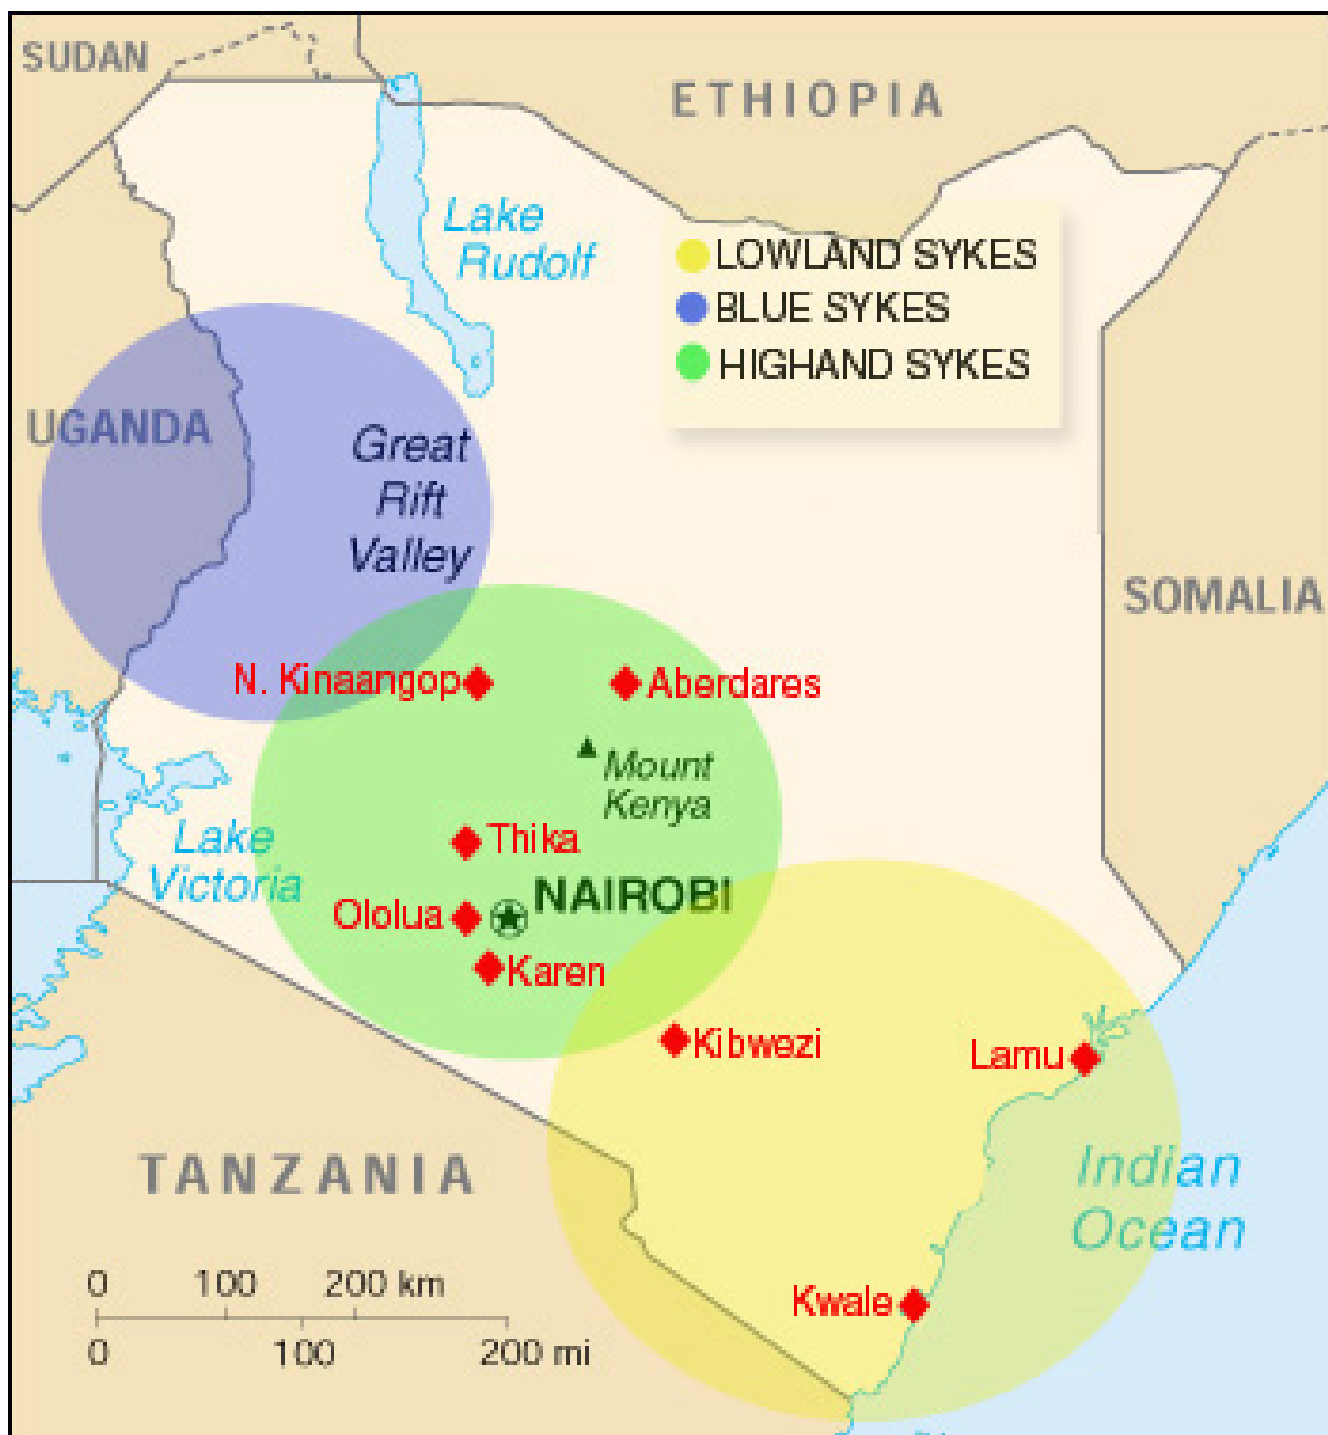 SUDAN
ETHIOPIA
Lake
Rudolf
LOWLAND SYKES
BLUE SYKES
HIGHAND SYKES
UGANDA
Great
Rift
Valley
SOMALIA
N. Kinaangop
Aberdares
Mount
Kenya
Thika
Lake
Victoria
NAIROBI
Ololua
Karen
Kibwezi
Lamu
TANZANIA
Indian
Ocean
Kwale
0 100 200 km
0 100 200 mi